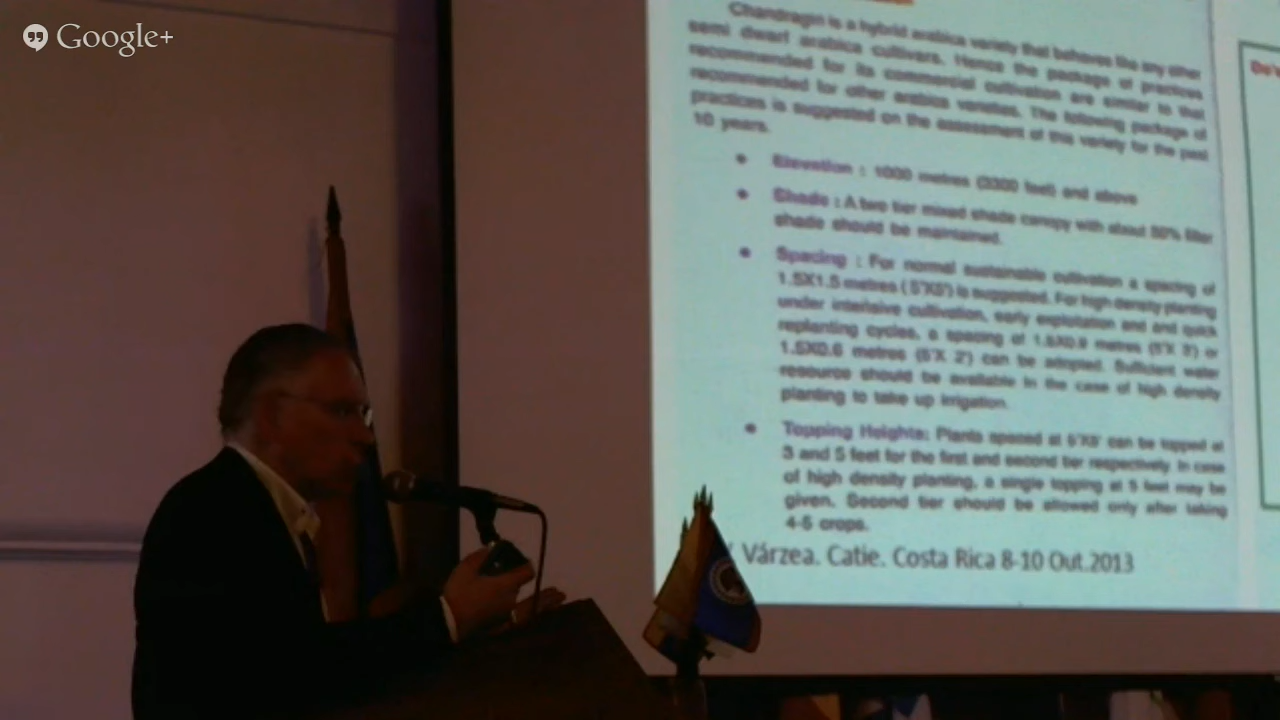 Google+
Chandragiri is a hybrid arabica variety that behaves like any other
semi dwarf arabica cultivars. Hence the package of practices
recommended for its commercial cultivation are similar to that
recommended for other arabica varieties. The following package of
practices is suggested on the assessment of this variety for the past
10 years.
Elevation : 1000 metres (3300 feet) and above
Shade : A two tier mixed shade canopy with about 50% filter
shade should be maintained.
Spacing : For normal sustainable cultivation a spacing of
1.5X1.5 metres ( 5'X5') is suggested. For high density planting
under intensive cultivation, early exploitation and and quick
replanting cycles, a spacing of 1.5X0.9 metres (5'X 3') or
1.5X0.6 metres (5'X 2') can be adopted. Sufficient water
resource should be available in the case of high density
planting to take up irrigation.
Topping Heights: Plants spaced at 5'X5' can be topped at
3 and 5 feet for the first and second tier respectively. In case
of high density planting, a single topping at 5 feet may be
given. Second tier should be allowed only after taking
4-5 crops.
Várzea. Catie. Costa Rica 8-10 Out.2013